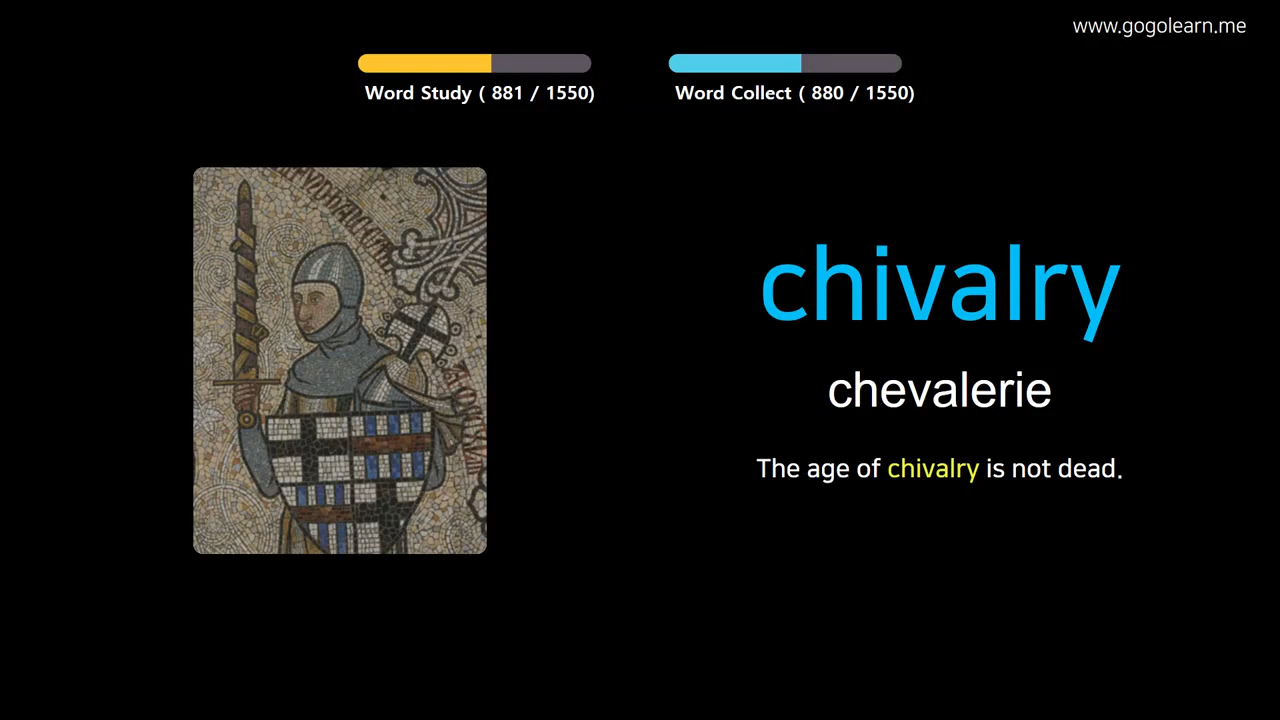 www.gogolearn.me
Word Study ( 881 / 1550)
Word Collect ( 880 / 1550)
chivalry
chevalerie
The age of chivalry is not dead.